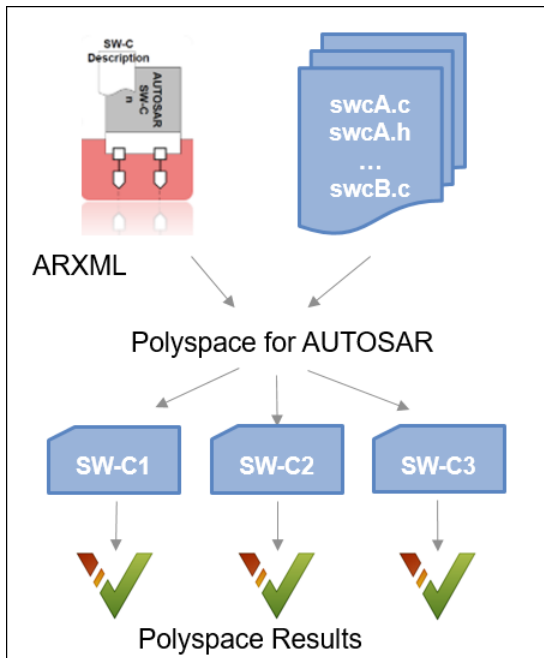 SW-C
Description
AUTOSAR
SW-C
n
swcA.c
swcA.h
...
swcB.c
ARXML
Polyspace for AUTOSAR
SW-C1
SW-C2
SW-C3
Polyspace Results